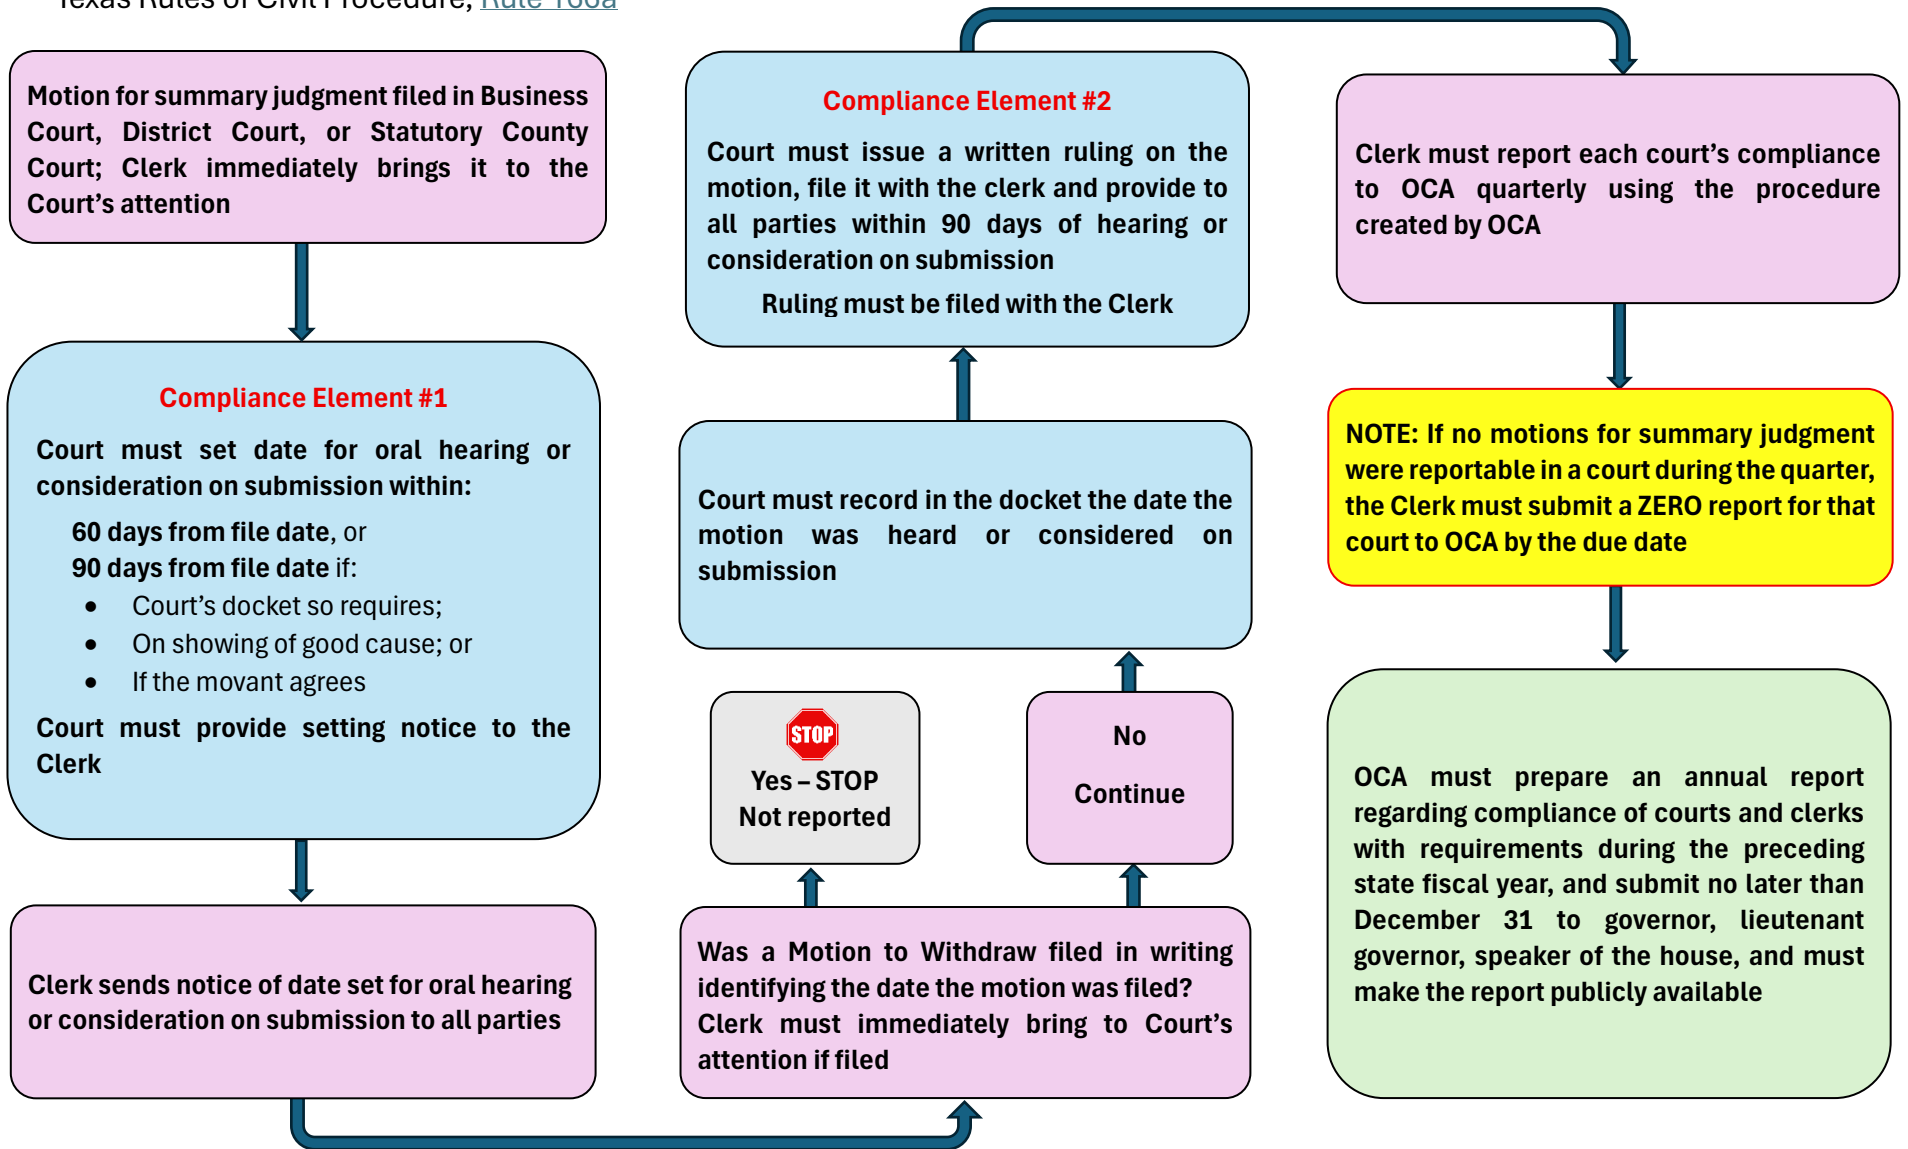 Texas Rules of Civil Procedure, Rule 166a
Motion for summary judgment filed in Business
Court, District Court, or Statutory County
Court; Clerk immediately brings it to the
Court's attention
Compliance Element #1
Court must set date for oral hearing or
consideration on submission within:
60 days from file date, or
90 days from file date if:
• Court's docket so requires;
• On showing of good cause; or
• If the movant agrees
Court must provide setting notice to the
Clerk
Clerk sends notice of date set for oral hearing
or consideration on submission to all parties
Was a Motion to Withdraw filed in writing
identifying the date the motion was filed?
Clerk must immediately bring to Court's
attention if filed
STOP
Yes – STOP
Not reported
No
Continue
Court must record in the docket the date the
motion was heard or considered on
submission
Compliance Element #2
Court must issue a written ruling on the
motion, file it with the clerk and provide to
all parties within 90 days of hearing or
consideration on submission
Ruling must be filed with the Clerk
Clerk must report each court's compliance
to OCA quarterly using the procedure
created by OCA
NOTE: If no motions for summary judgment
were reportable in a court during the quarter,
the Clerk must submit a ZERO report for that
court to OCA by the due date
OCA must prepare an annual report
regarding compliance of courts and clerks
with requirements during the preceding
state fiscal year, and submit no later than
December 31 to governor, lieutenant
governor, speaker of the house, and must
make the report publicly available